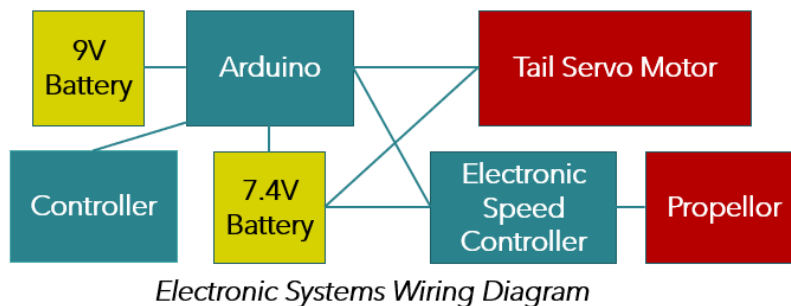 9V
Battery
Arduino
Tail Servo Motor
Controller
7.4V
Battery
Electronic
Speed
Controller
Propellor
Electronic Systems Wiring Diagram